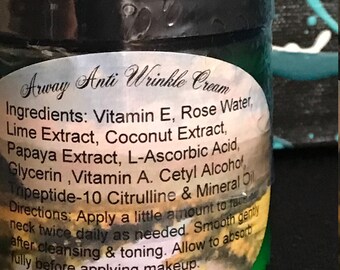 Arway Anti Wrinkle Cream
Ingredients: Vitamin E, Rose Water,
Lime Extract, Coconut Extract,
Papaya Extract, L-Ascorbic Acid,
Glycerin ,Vitamin A. Cetyl Alcohol,
Tripeptide-10 Citrulline & Mineral Oil
Directions: Apply a little amount to
neck twice daily as needed. Smooth gently
after cleansing & toning. Allow to absorb
fully before applying makeup.